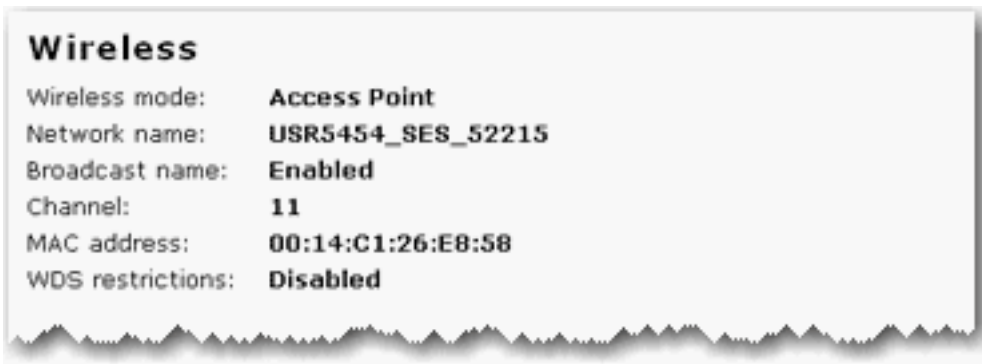 Wireless
Wireless mode: Access Point
Network name: USR5454_SES_52215
Broadcast name: Enabled
Channel: 11
MAC address: 00:14:C1:26:E8:58
WDS restrictions: Disabled